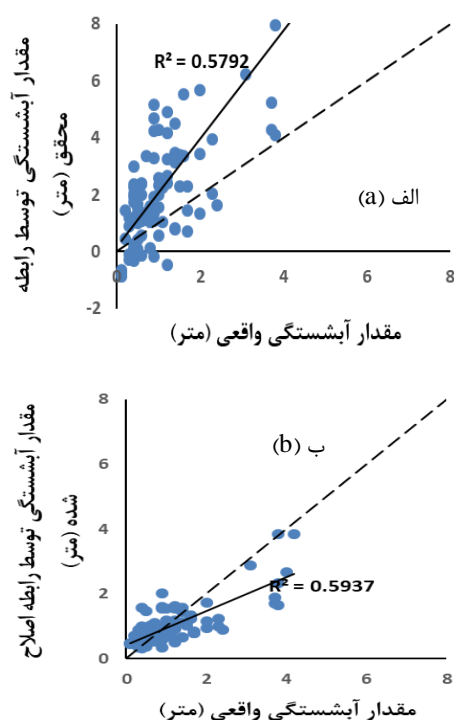 8
6
4
2
0
-2
0
2
4
6
8
R² = 0.5792
الف (a)
مقدار آبشستگی توسط رابطه
محقق (متر)
مقدار آبشستگی واقعی (متر)
8
6
4
2
0
0
2
4
6
8
ب (b)
R² = 0.5937
مقدار آبشستگی توسط رابطه اصلاح
شده (متر)
مقدار آبشستگی واقعی (متر)